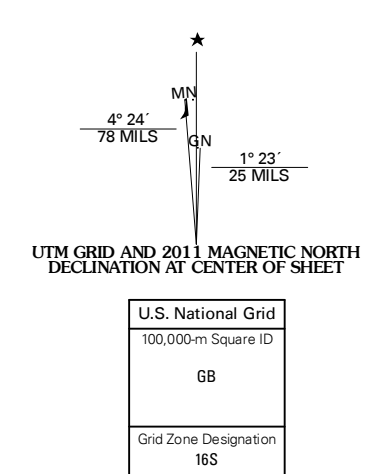 ★
MN
4° 24´
78 MILS
GN
1° 23´
25 MILS
UTM GRID AND 2011 MAGNETIC NORTH
DECLINATION AT CENTER OF SHEET
U.S. National Grid
100,000-m Square ID
GB
Grid Zone Designation
16S